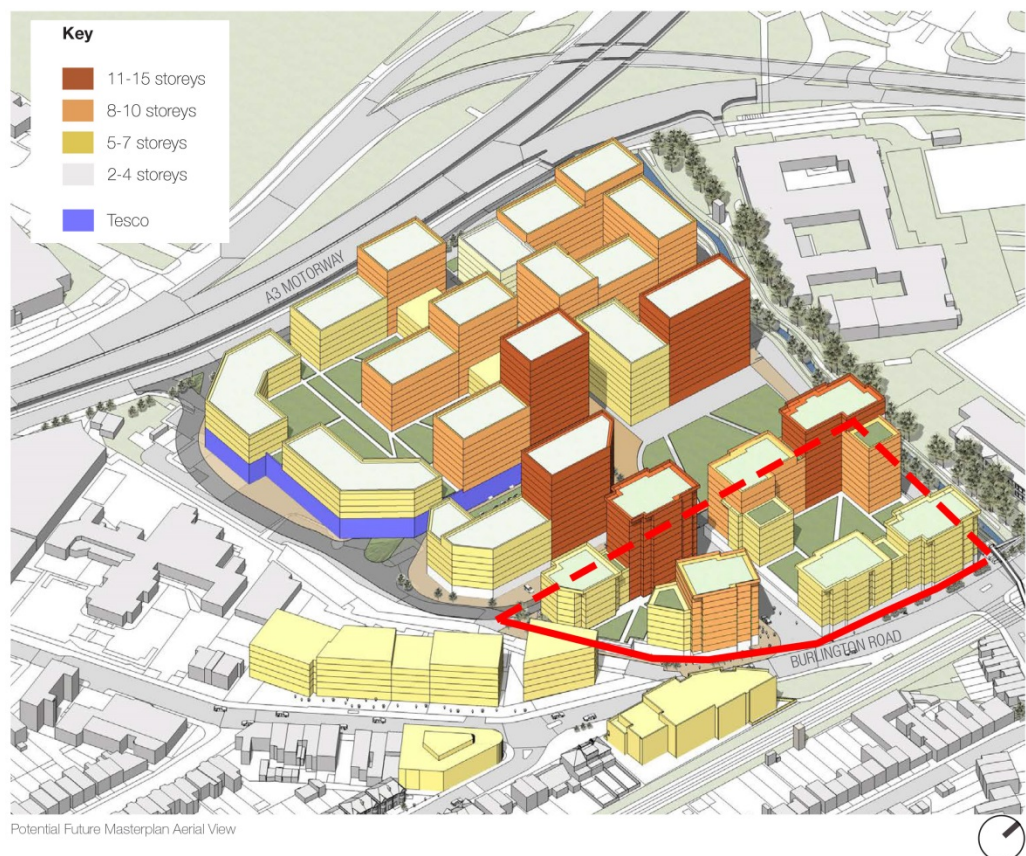 Key
11-15 storeys
8-10 storeys
5-7 storeys
2-4 storeys
Tesco
A3 MOTORWAY
BURLINGTON ROAD
Potential Future Masterplan Aerial View